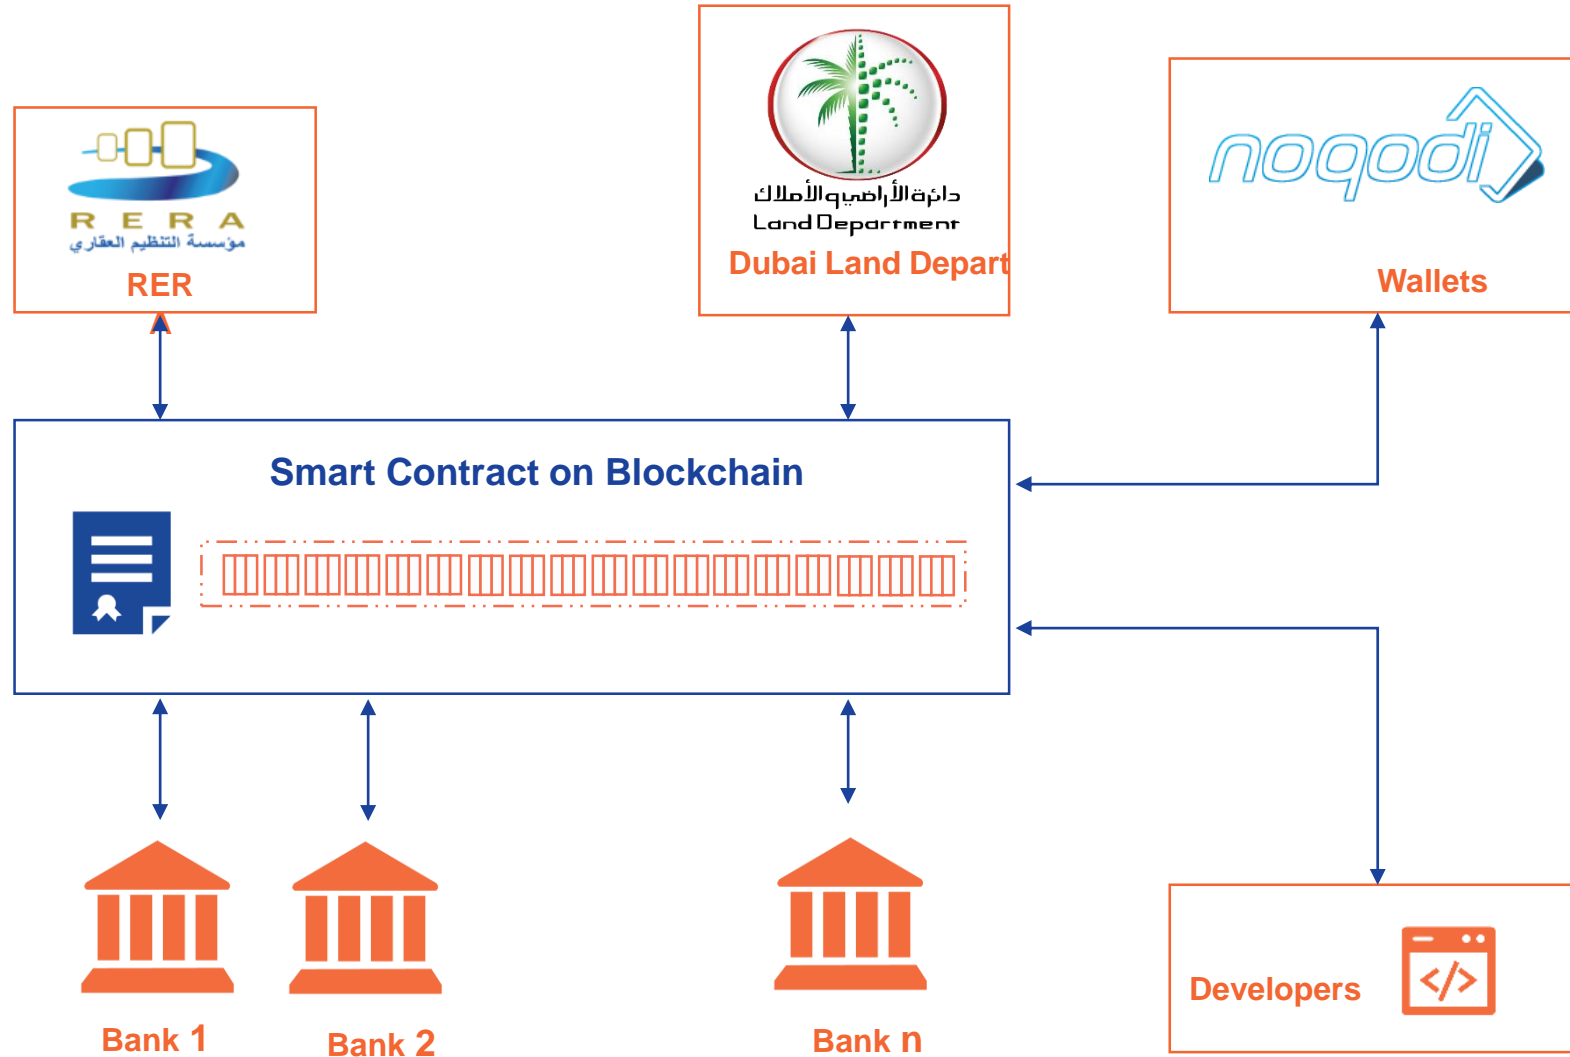 RERA
مؤسسة التنظيم العقاري
RER
A
دائرة الأراضي والأملاك
Land Department
Dubai Land Depart
noqodi
Wallets
Smart Contract on Blockchain
Bank 1
Bank 2
Bank n
Developers
</>